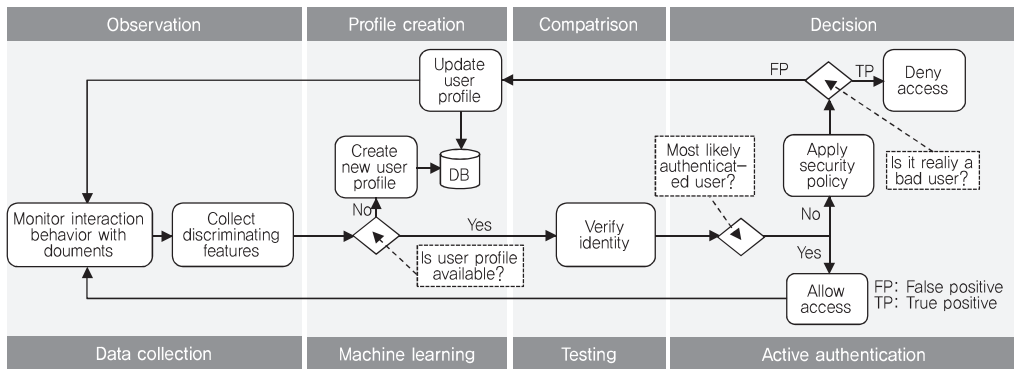 Observation
Profile creation
Compatrison
Decision
Update
user
profile
FP
TP
Deny
access
Create
new user
profile
DB
Most likely
authenticat-
ed user?
Apply
security
policy
Is it realiy a
bad user?
Monitor interaction
behavior with
douments
Collect
discriminating
features
No
Yes
Is user profile
available?
Verify
identity
No
Yes
Allow
access
FP: False positive
TP: True positive
Data collection
Machine learning
Testing
Active authentication